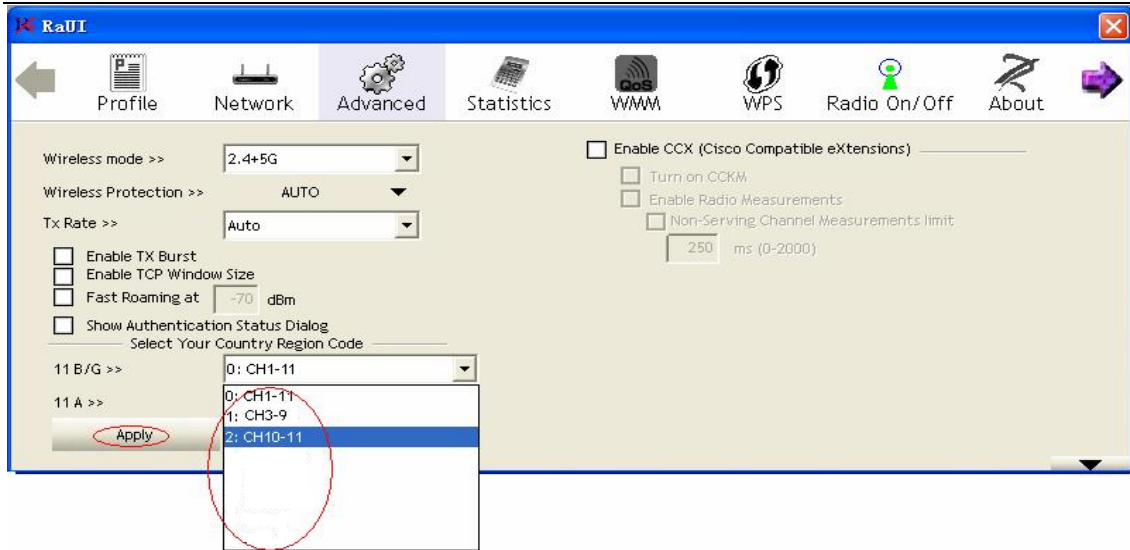 RaUI
Profile Network Advanced Statistics QoS WMM WPS Radio On/Off About
Wireless mode >> 2.4+5G
Wireless Protection >> AUTO
Tx Rate >> Auto
Enable TX Burst
Enable TCP Window Size
Fast Roaming at -70 dBm
Show Authentication Status Dialog
Select Your Country Region Code
11 B/G >> 0: CH1-11
11 A >>
0: CH1-11
1: CH3-9
2: CH10-11
Apply
Enable CCX (Cisco Compatible eXtensions)
Turn on CCKM
Enable Radio Measurements
Non-Serving Channel Measurements limit
250 ms (0-2000)